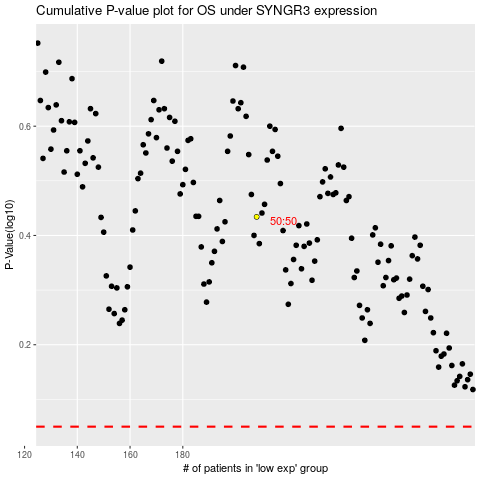 Cumulative P-value plot for OS under SYNGR3 expression
P-Value(log10)
0.6
0.4
0.2
50:50
120 140 160 180
# of patients in 'low exp' group